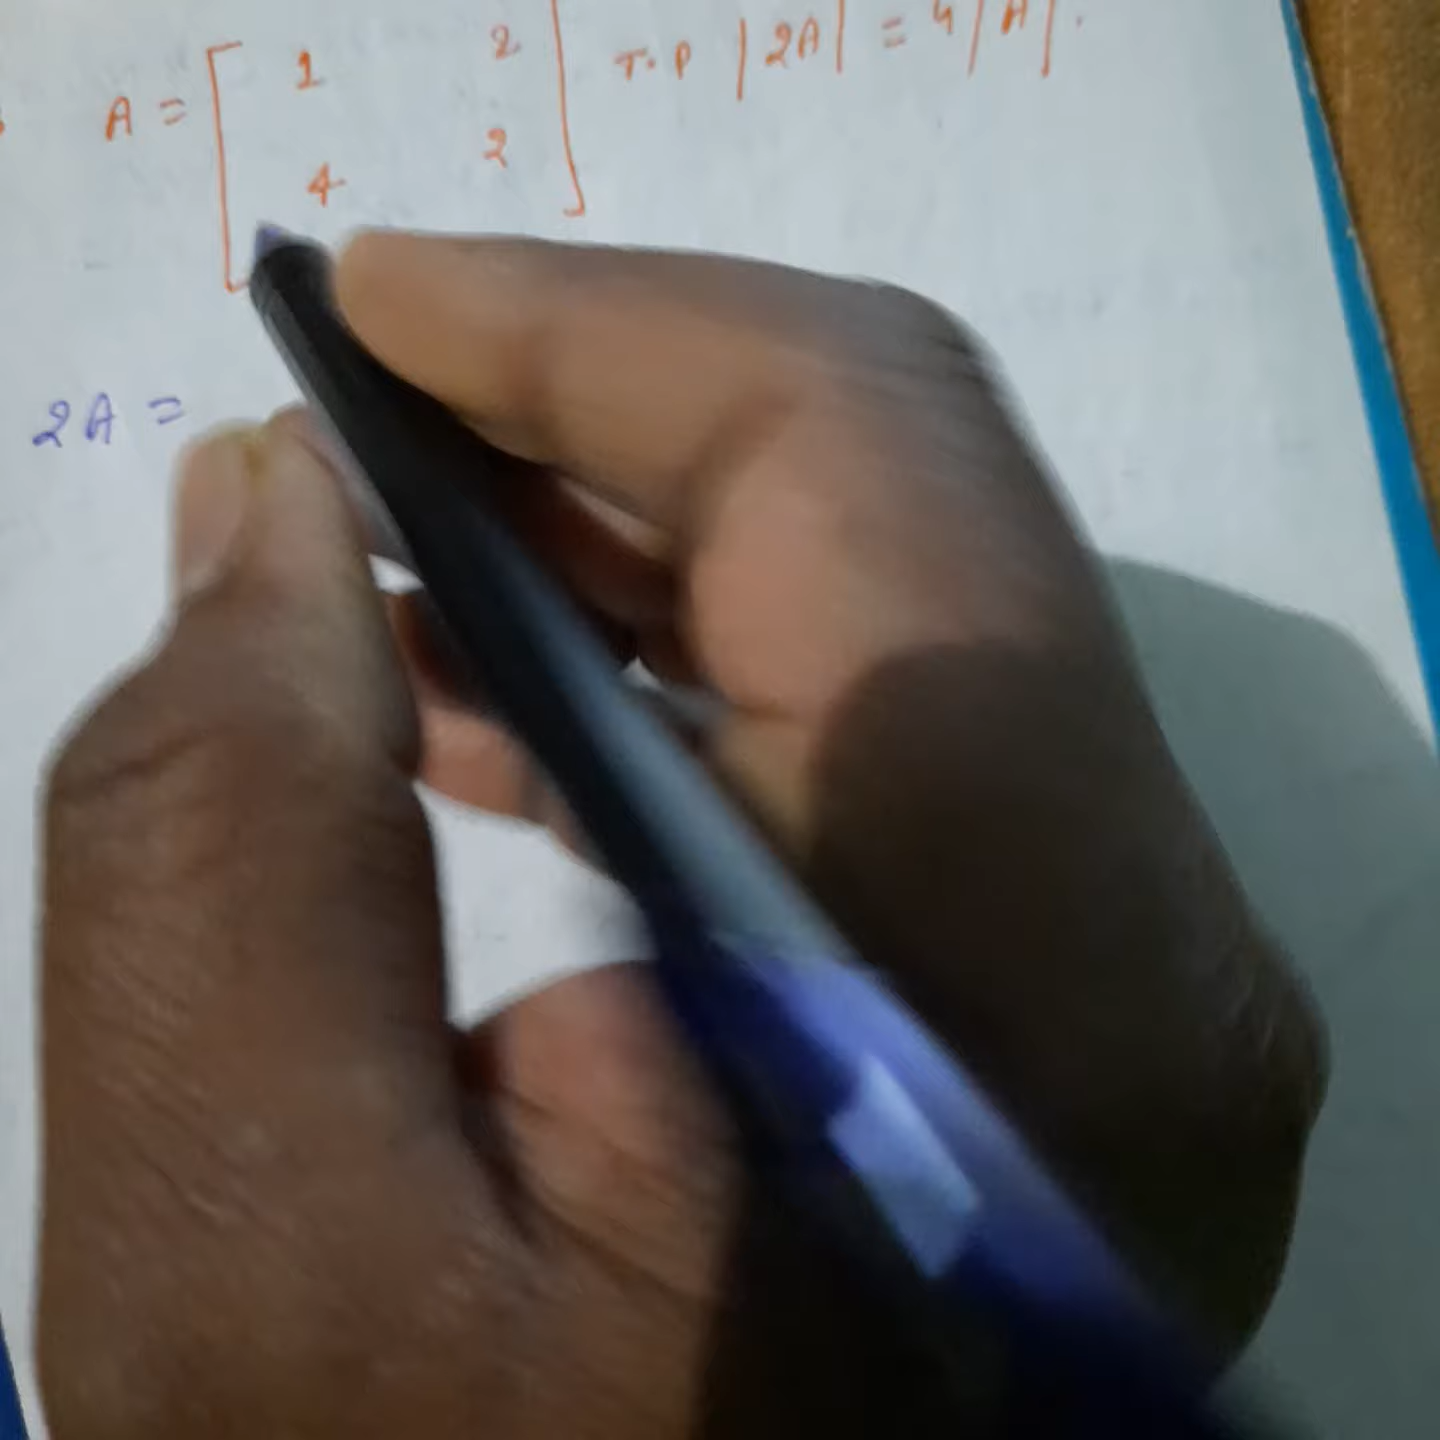 A = [ 1 2 ] T.P |2A| = 4|A|.
4 2
2A =